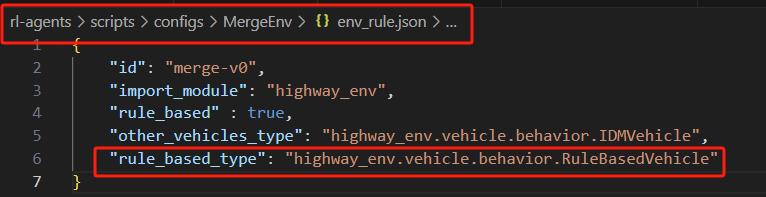 rl-agents > scripts > configs > MergeEnv > {} env_rule.json > ...
1 {
2 "id": "merge-v0",
3 "import_module": "highway_env",
4 "rule_based" : true,
5 "other_vehicles_type": "highway_env.vehicle.behavior.IDMVehicle",
6 "rule_based_type": "highway_env.vehicle.behavior.RuleBasedVehicle"
7 }